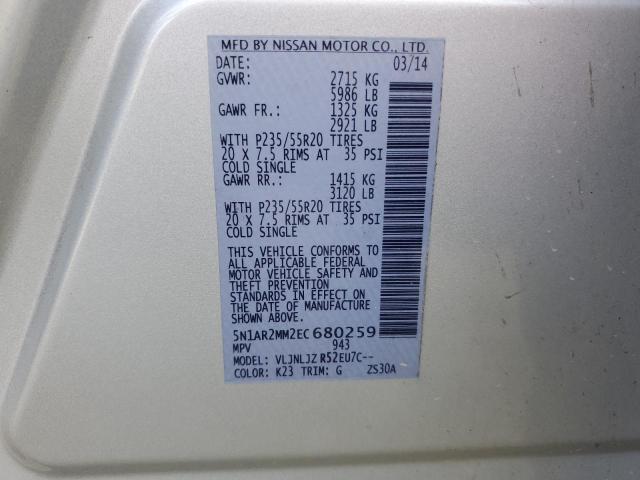 MFD BY NISSAN MOTOR CO., LTD.
DATE: 03/14
GVWR: 2715 KG
5986 LB
GAWR FR.: 1325 KG
2921 LB
WITH P235/55R20 TIRES
20 X 7.5 RIMS AT 35 PSI
COLD SINGLE
GAWR RR.: 1415 KG
3120 LB
WITH P235/55R20 TIRES
20 X 7.5 RIMS AT 35 PSI
COLD SINGLE
THIS VEHICLE CONFORMS TO
ALL APPLICABLE FEDERAL
MOTOR VEHICLE SAFETY AND
THEFT PREVENTION
STANDARDS IN EFFECT ON
THE DATE OF MANUFACTURE
SHOWN ABOVE.
5N1AR2MM2EC680259
MPV 943
MODEL: VLJNLJZ R52EU7C--
COLOR: K23 TRIM: G ZS30A